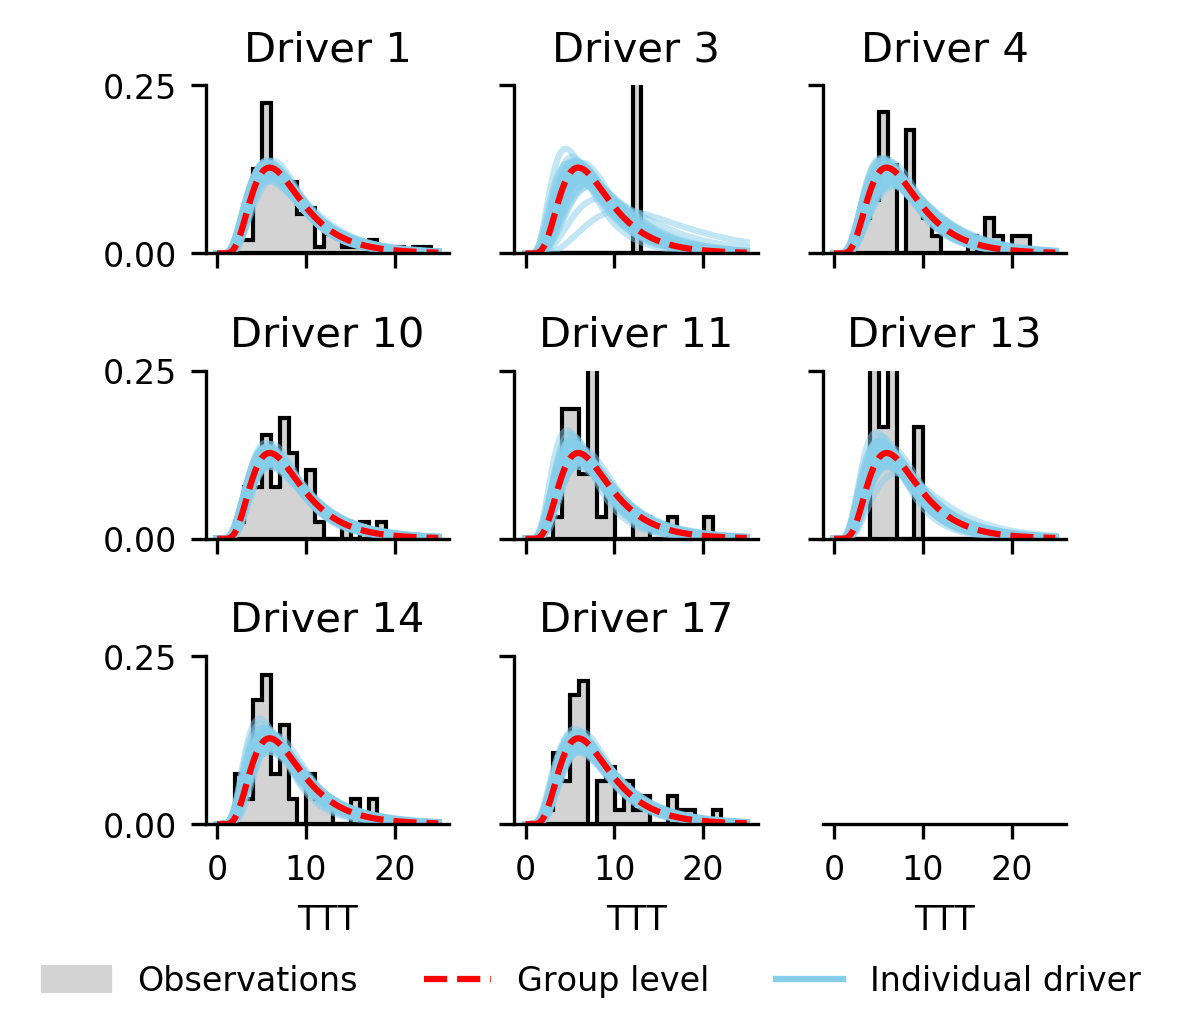 Driver 1 Driver 3 Driver 4
0.25
0.00
Driver 10 Driver 11 Driver 13
0.25
0.00
Driver 14 Driver 17
0.25
0.00
0 10 20 0 10 20 0 10 20
TTT TTT TTT
Observations Group level Individual driver